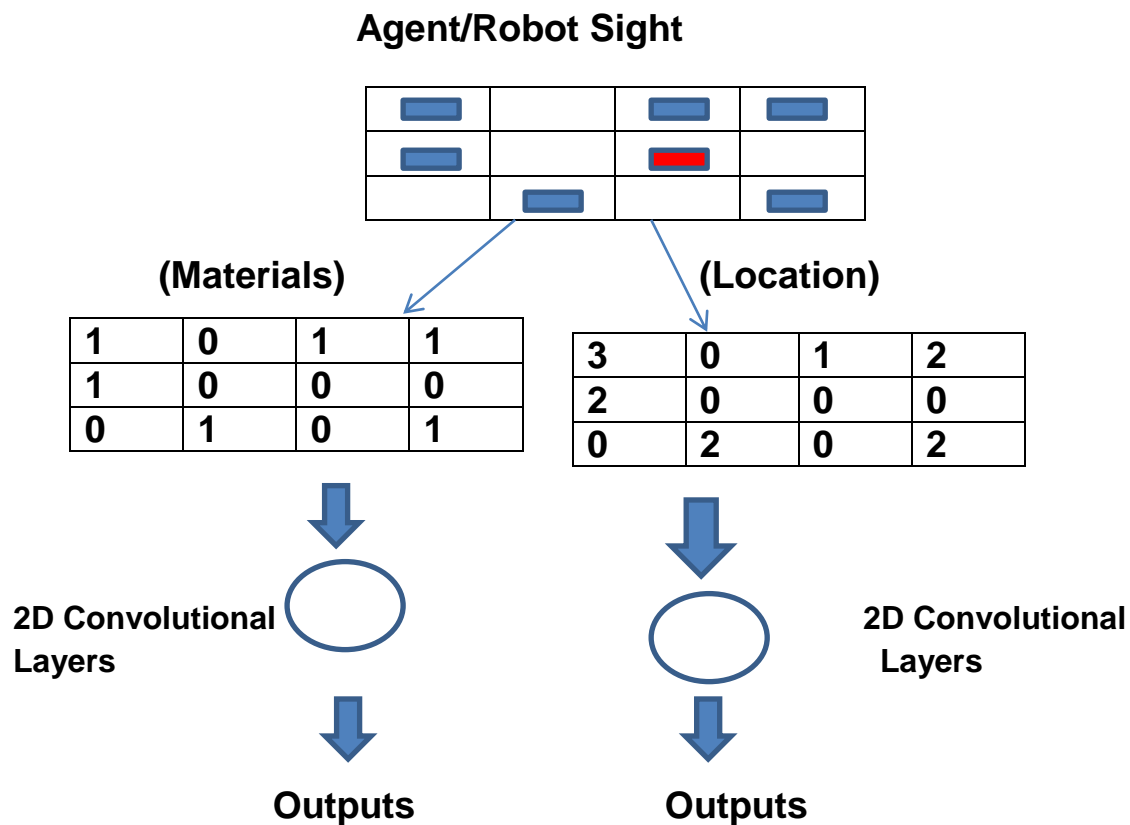 Agent/Robot Sight
(Materials)
(Location)
1 0 1 1
1 0 0 0
0 1 0 1
3 0 1 2
2 0 0 0
0 2 0 2
2D Convolutional
Layers
2D Convolutional
Layers
Outputs
Outputs